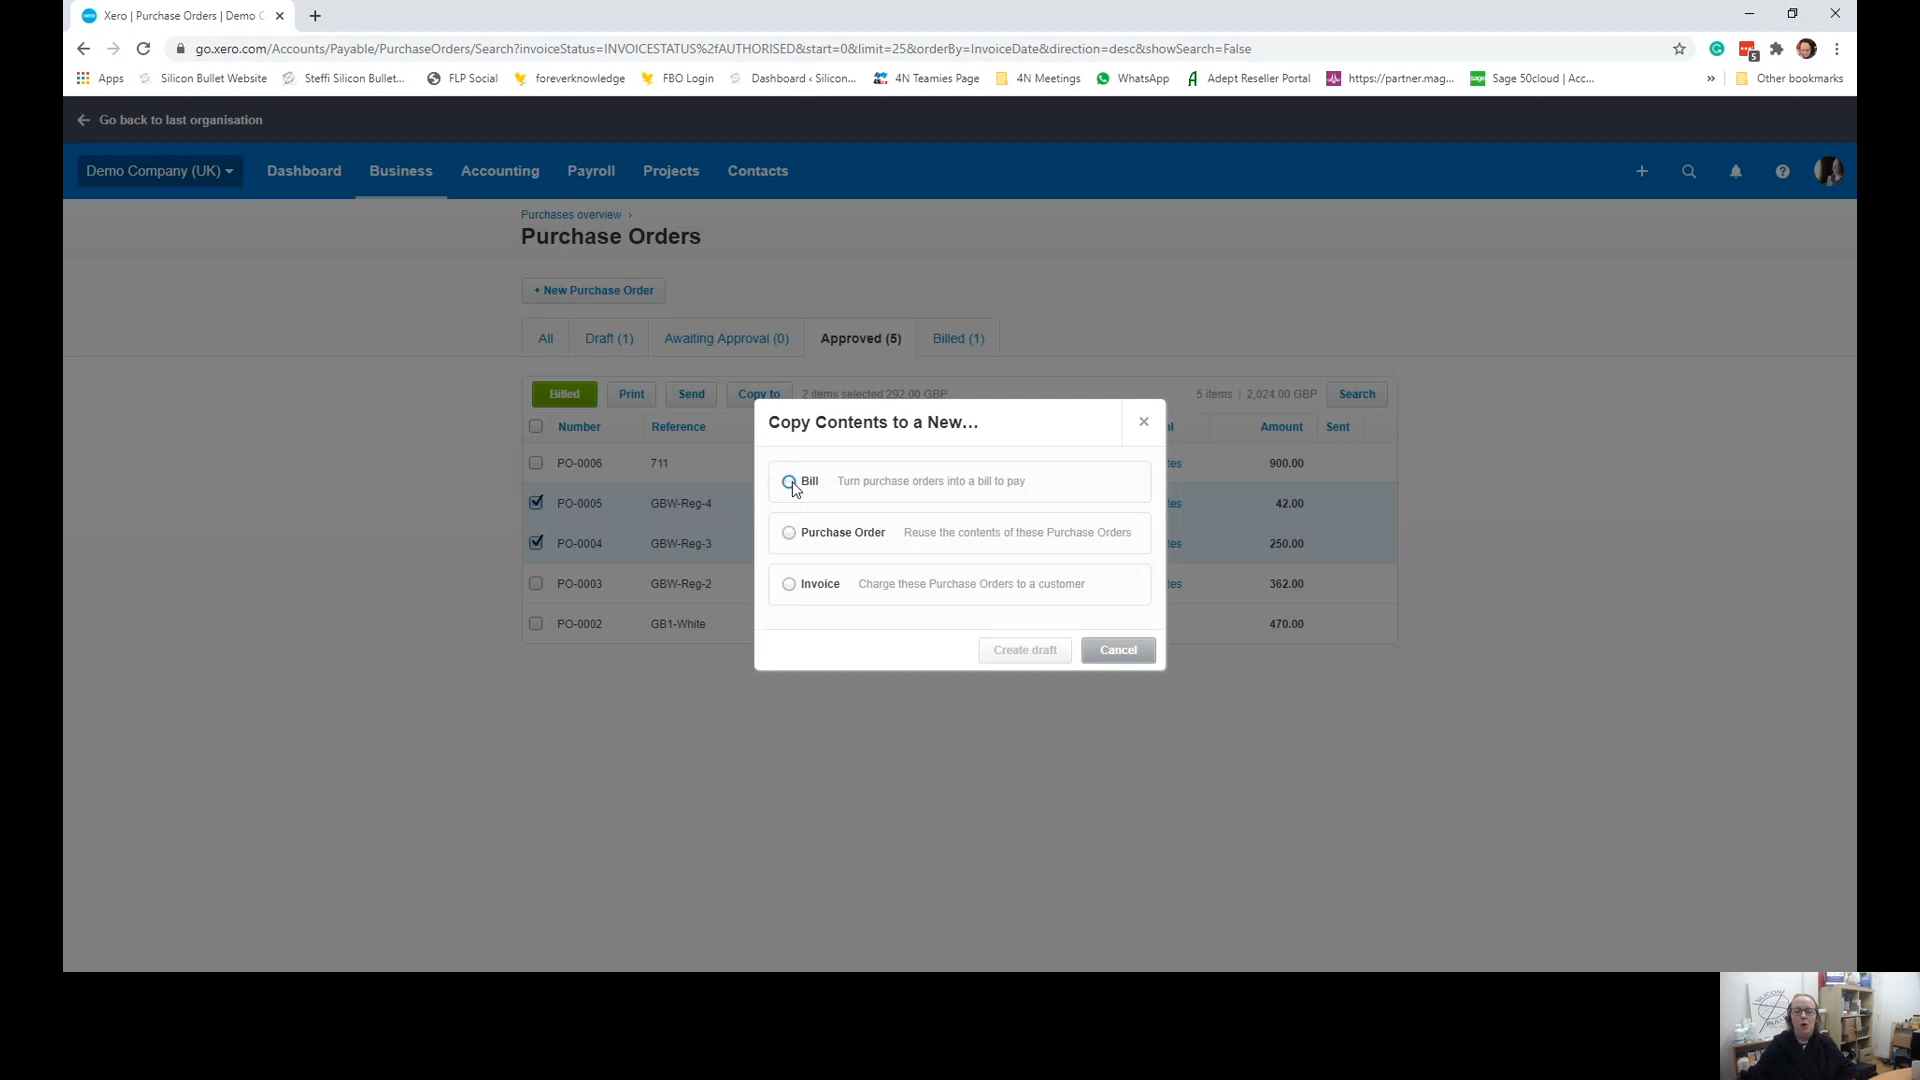 Xero | Purchase Orders | Demo C
go.xero.com/Accounts/Payable/PurchaseOrders/Search?invoiceStatus=INVOICESTATUS%2fAUTHORISED&start=0&limit=25&orderBy=InvoiceDate&direction=desc&showSearch=False
5
Apps Silicon Bullet Website Steffi Silicon Bullet... FLP Social foreverknowledge FBO Login Dashboard ‹ Silicon... 4N Teamies Page 4N Meetings WhatsApp Adept Reseller Portal https://partner.mag... Sage 50cloud | Acc... » Other bookmarks
Go back to last organisation
Demo Company (UK) Dashboard Business Accounting Payroll Projects Contacts
Purchases overview ›
Purchase Orders
+ New Purchase Order
All Draft (1) Awaiting Approval (0) Approved (5) Billed (1)
Billed Print Send Copy to 2 items selected 292.00 GBP 5 items | 2,024.00 GBP Search
Number Reference Amount Sent
PO-0006 711 900.00
PO-0005 GBW-Reg-4 42.00
PO-0004 GBW-Reg-3 250.00
PO-0003 GBW-Reg-2 362.00
PO-0002 GB1-White 470.00
Copy Contents to a New...
Bill Turn purchase orders into a bill to pay
Purchase Order Reuse the contents of these Purchase Orders
Invoice Charge these Purchase Orders to a customer
Create draft Cancel
SILICON